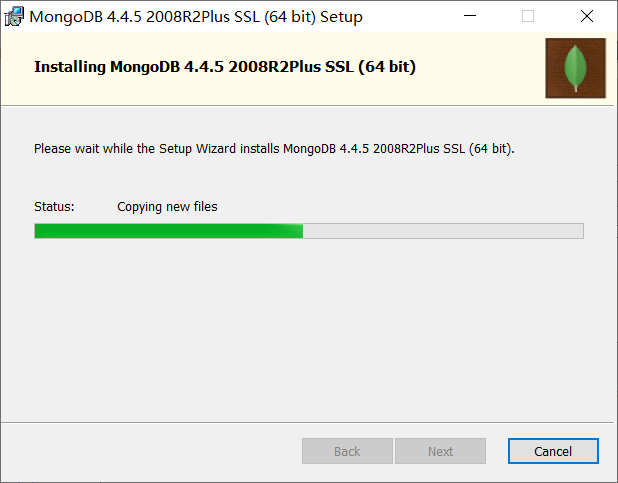 MongoDB 4.4.5 2008R2Plus SSL (64 bit) Setup
Installing MongoDB 4.4.5 2008R2Plus SSL (64 bit)
Please wait while the Setup Wizard installs MongoDB 4.4.5 2008R2Plus SSL (64 bit).
Status: Copying new files
Back Next Cancel